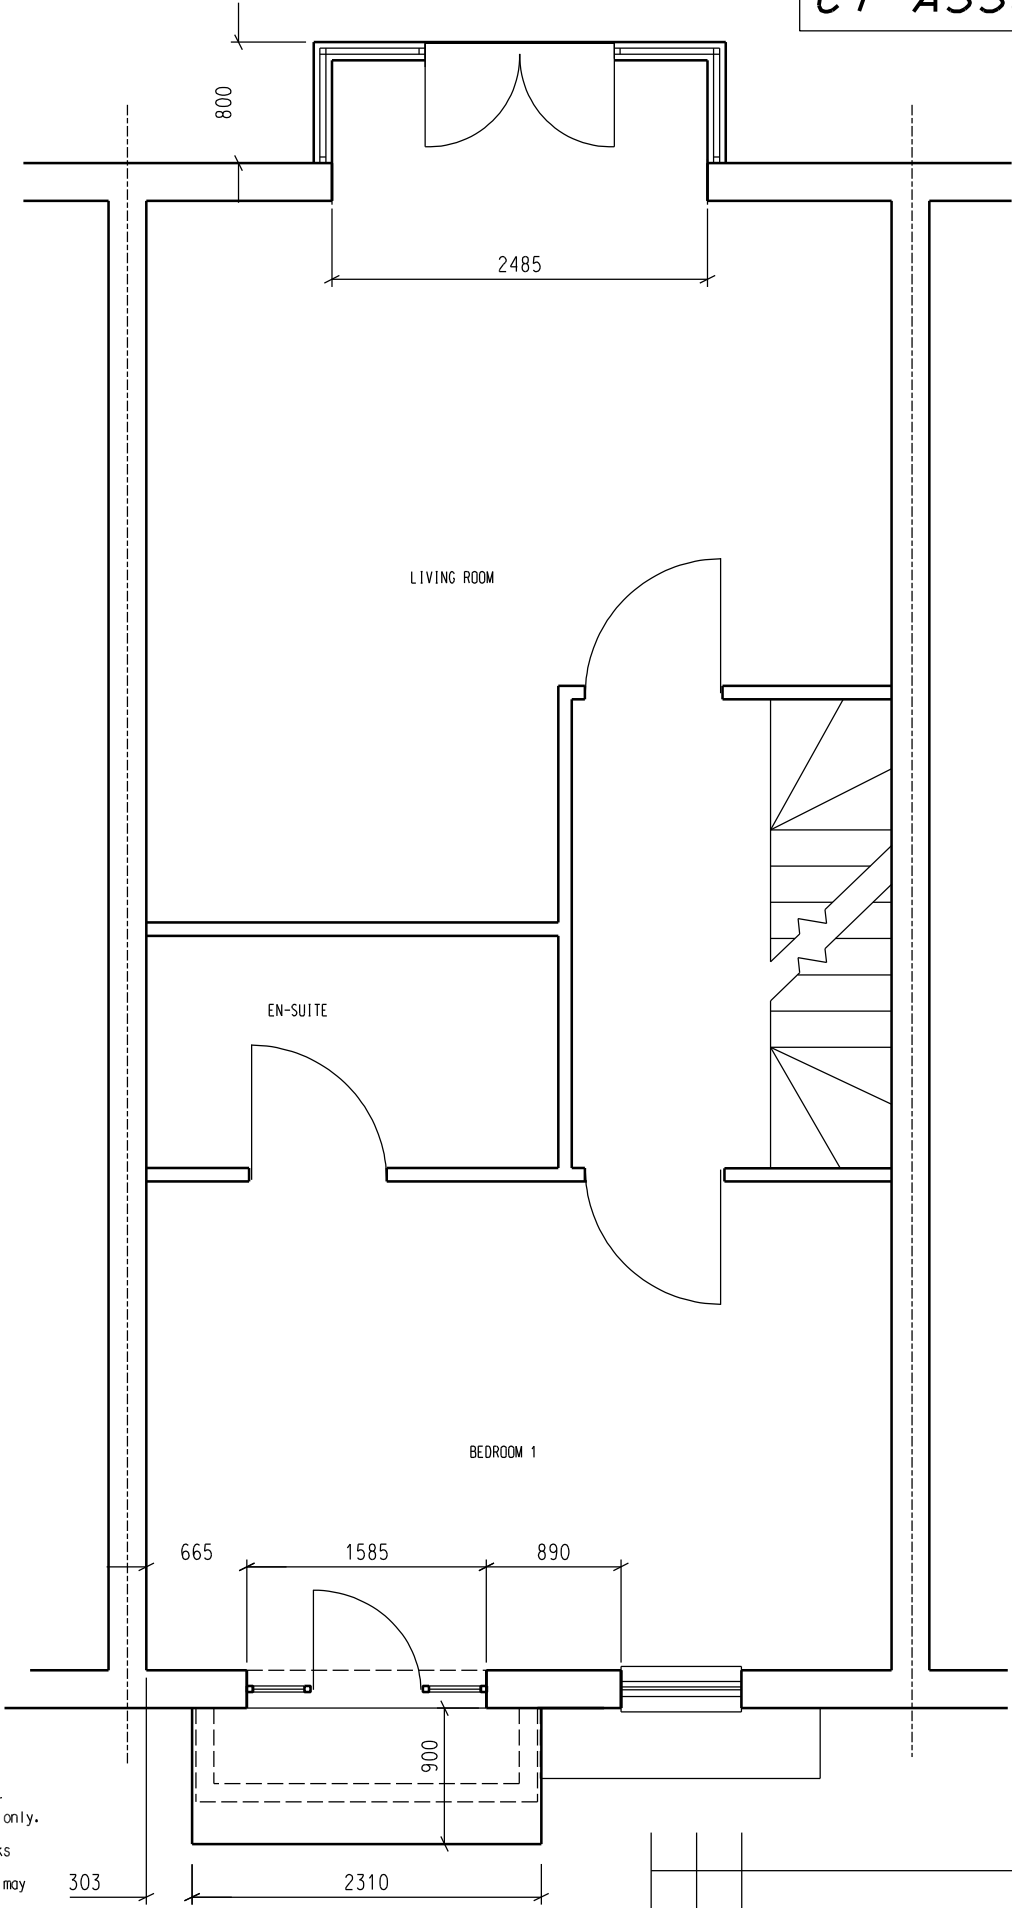 800
2485
LIVING ROOM
EN-SUITE
BEDROOM 1
665 1585 890
900
only.
may
303 2310